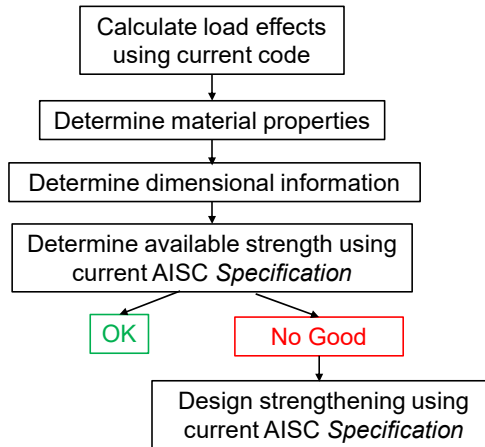 Calculate load effects
using current code
Determine material properties
Determine dimensional information
Determine available strength using
current AISC Specification
OK
No Good
Design strengthening using
current AISC Specification